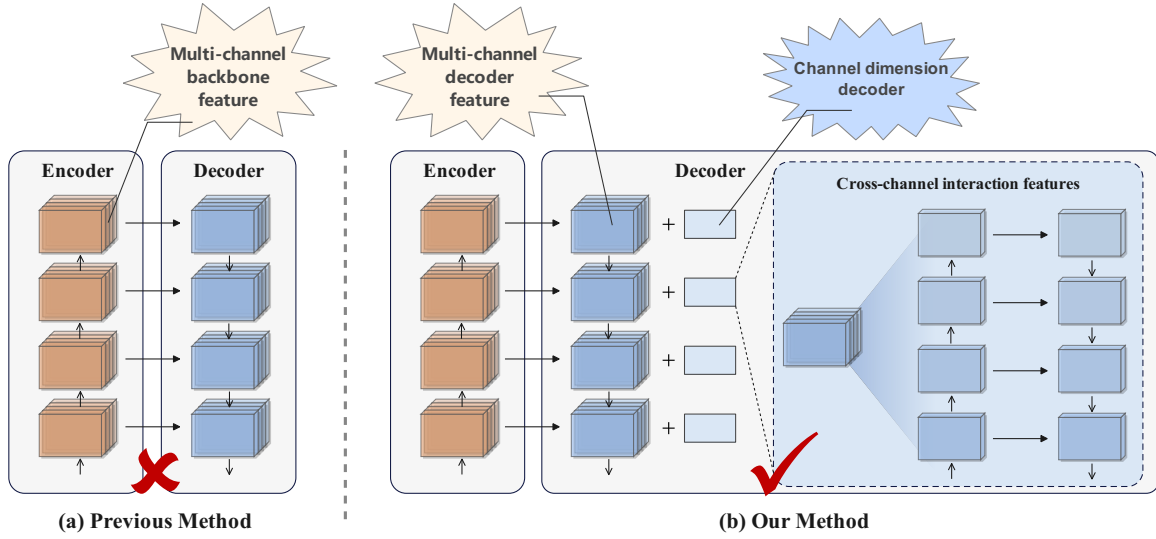 Multi-channel
backbone
feature
Encoder
Decoder
(a) Previous Method
Multi-channel
decoder
feature
Channel dimension
decoder
Encoder
Decoder
Cross-channel interaction features
+
+
+
+
(b) Our Method